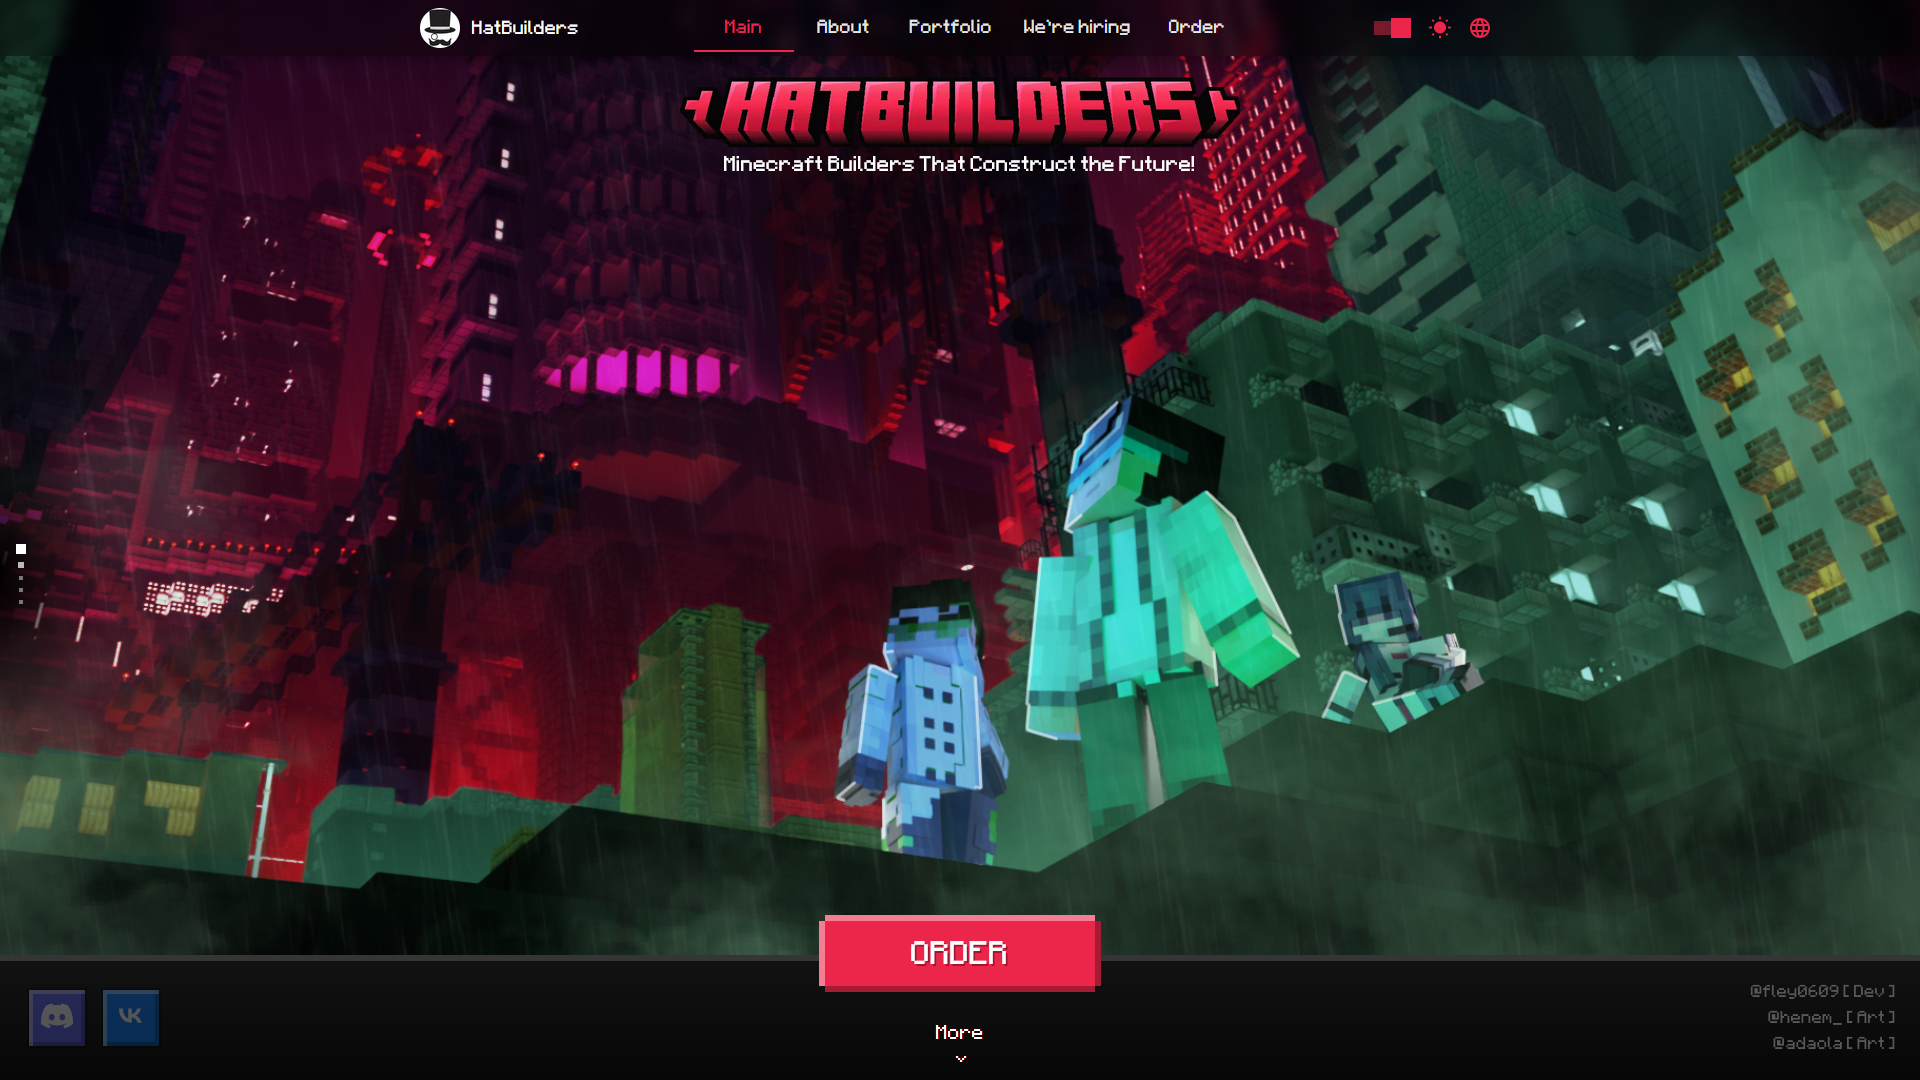 HatBuilders
Main
About
Portfolio
We're hiring
Order
HATBUILDERS
Minecraft Builders That Construct the Future!
ORDER
More
@fley0609 [ Dev ]
@henem_ [ Art ]
@adaola [ Art ]